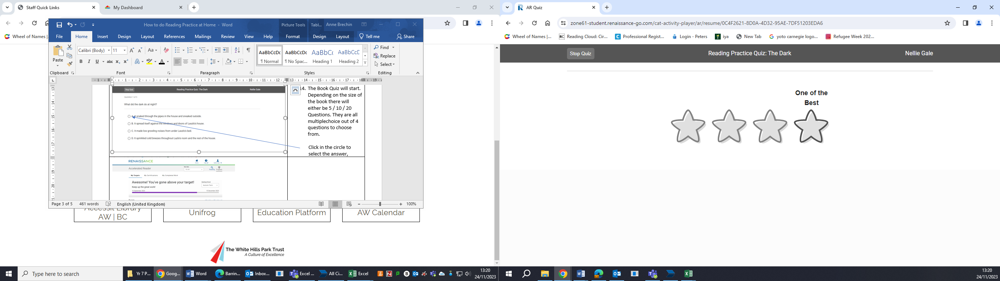 Staff Quick Links
My Dashboard
Wheel of Names |
How to do Reading Practice at Home - Word
Picture Tools
Tabl...
Anne Brechin
File
Home
Insert
Design
Layout
References
Mailings
Review
View
Help
Format
Design
Layout
Tell me
Share
Paste
Calibri (Body)
11
AaBbCcDc
AaBbCcDc
AaBbCc
AaBbCcC
¶ Normal
¶ No Spac...
Heading 1
Heading 2
Find
Replace
Select
Clipboard
Font
Paragraph
Styles
Editing
Stop Quiz
Reading Practice Quiz: The Dark
Nellie Gale
Question 1 of 5
What did the dark do at night?
A. It snaked through the pipes in the house and sneaked outside.
B. It spread itself against the windows and doors of Laszlo's house.
C. It made low growling noises from under Laszlo's bed.
D. It sprinkled cold breezes throughout Lazlo's room and the rest of the house.
14. The Book Quiz will start.
Depending on the size of
the book there will
either be 5 / 10 / 20
Questions. They are all
multiplechoice out of 4
questions to choose
from.
Click in the circle to
select the answer,
RENAISSANCE
Accelerated Reader
My Targets
My Certifications
My Completed Work
Awesome! You've gone above your target!
Keep up the great work!
Autumn Term
Page 3 of 5
461 words
English (United Kingdom)
100%
Accessit Library
AW | BC
Unifrog
Education Platform
AW Calendar
The White Hills Park Trust
A Culture of Excellence
Type here to search
Yr 7 P...
Goog...
Word
Barrin...
Inbox...
Excel ...
All Ci...
Excel
13:20
24/11/2023
AR Quiz
zone61-student.renaissance-go.com/cat-activity-player/ar/resume/0C4F2621-8D0A-4D32-95AE-7DF51203EDA6
Wheel of Names |...
Reading Cloud: Cir...
Professional Regist...
Login - Peters
iya
New Tab
yoto carnegie logo...
Refugee Week 202...
Stop Quiz
Reading Practice Quiz: The Dark
Nellie Gale
One of the
Best
13:20
24/11/2023